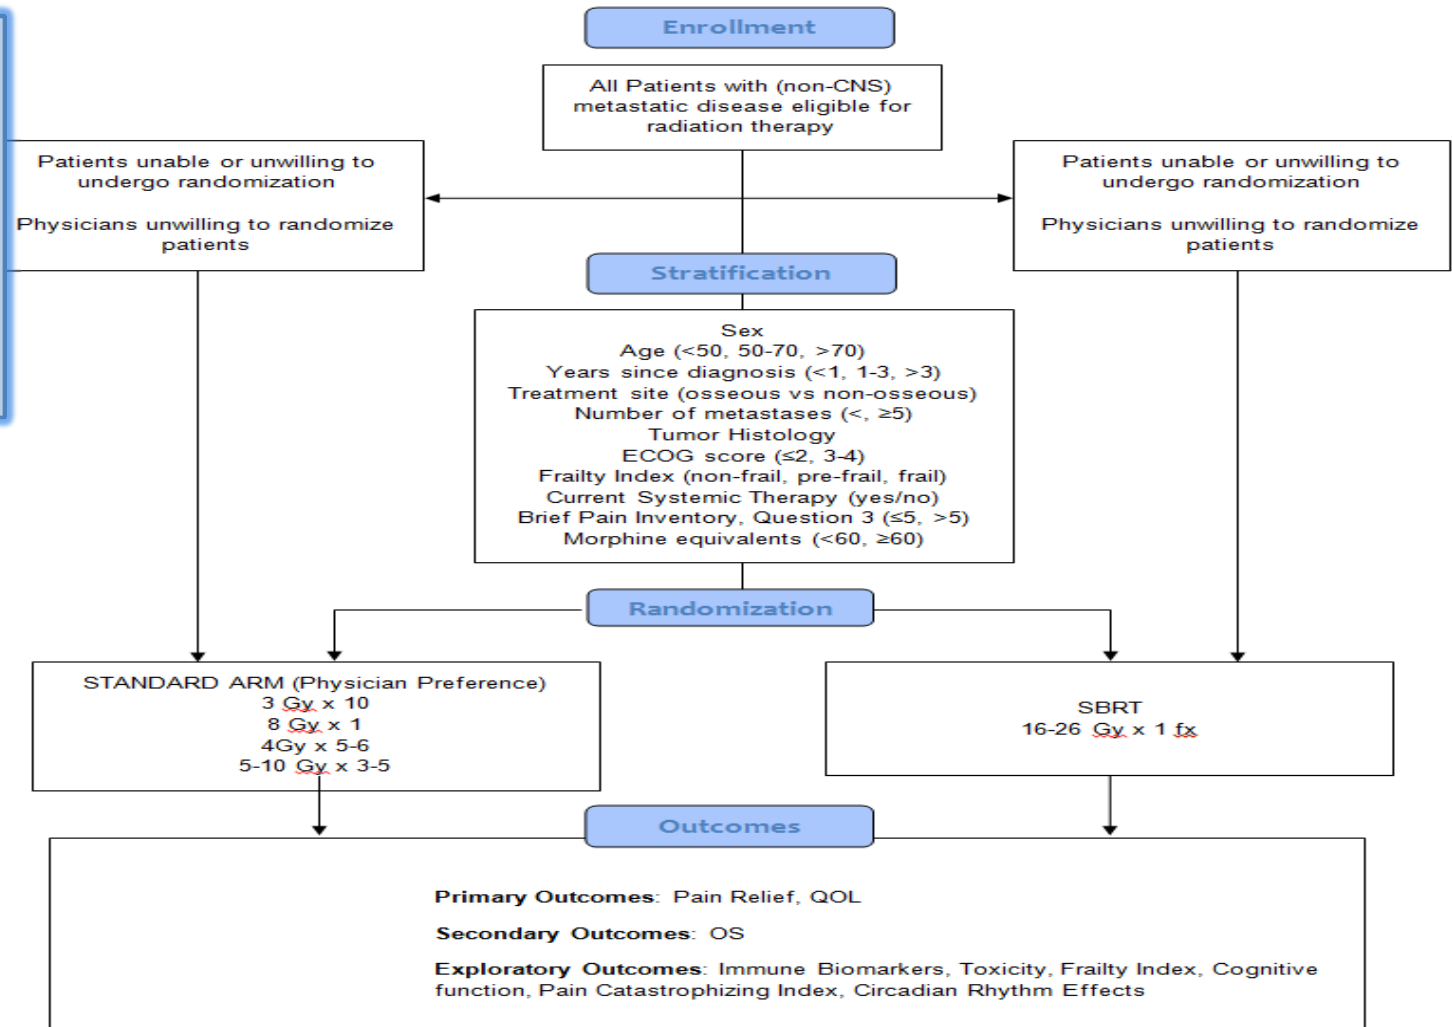 Enrollment
All Patients with (non-CNS)
metastatic disease eligible for
radiation therapy
Patients unable or unwilling to
undergo randomization
Physicians unwilling to randomize
patients
Patients unable or unwilling to
undergo randomization
Physicians unwilling to randomize
patients
Stratification
Sex
Age (<50, 50-70, >70)
Years since diagnosis (<1, 1-3, >3)
Treatment site (osseous vs non-osseous)
Number of metastases (<, ≥5)
Tumor Histology
ECOG score (≤2, 3-4)
Frailty Index (non-frail, pre-frail, frail)
Current Systemic Therapy (yes/no)
Brief Pain Inventory, Question 3 (≤5, >5)
Morphine equivalents (<60, ≥60)
Randomization
STANDARD ARM (Physician Preference)
3 Gy x 10
8 Gy x 1
4Gy x 5-6
5-10 Gy x 3-5
SBRT
16-26 Gy x 1 fx
Outcomes
Primary Outcomes: Pain Relief, QOL
Secondary Outcomes: OS
Exploratory Outcomes: Immune Biomarkers, Toxicity, Frailty Index, Cognitive
function, Pain Catastrophizing Index, Circadian Rhythm Effects